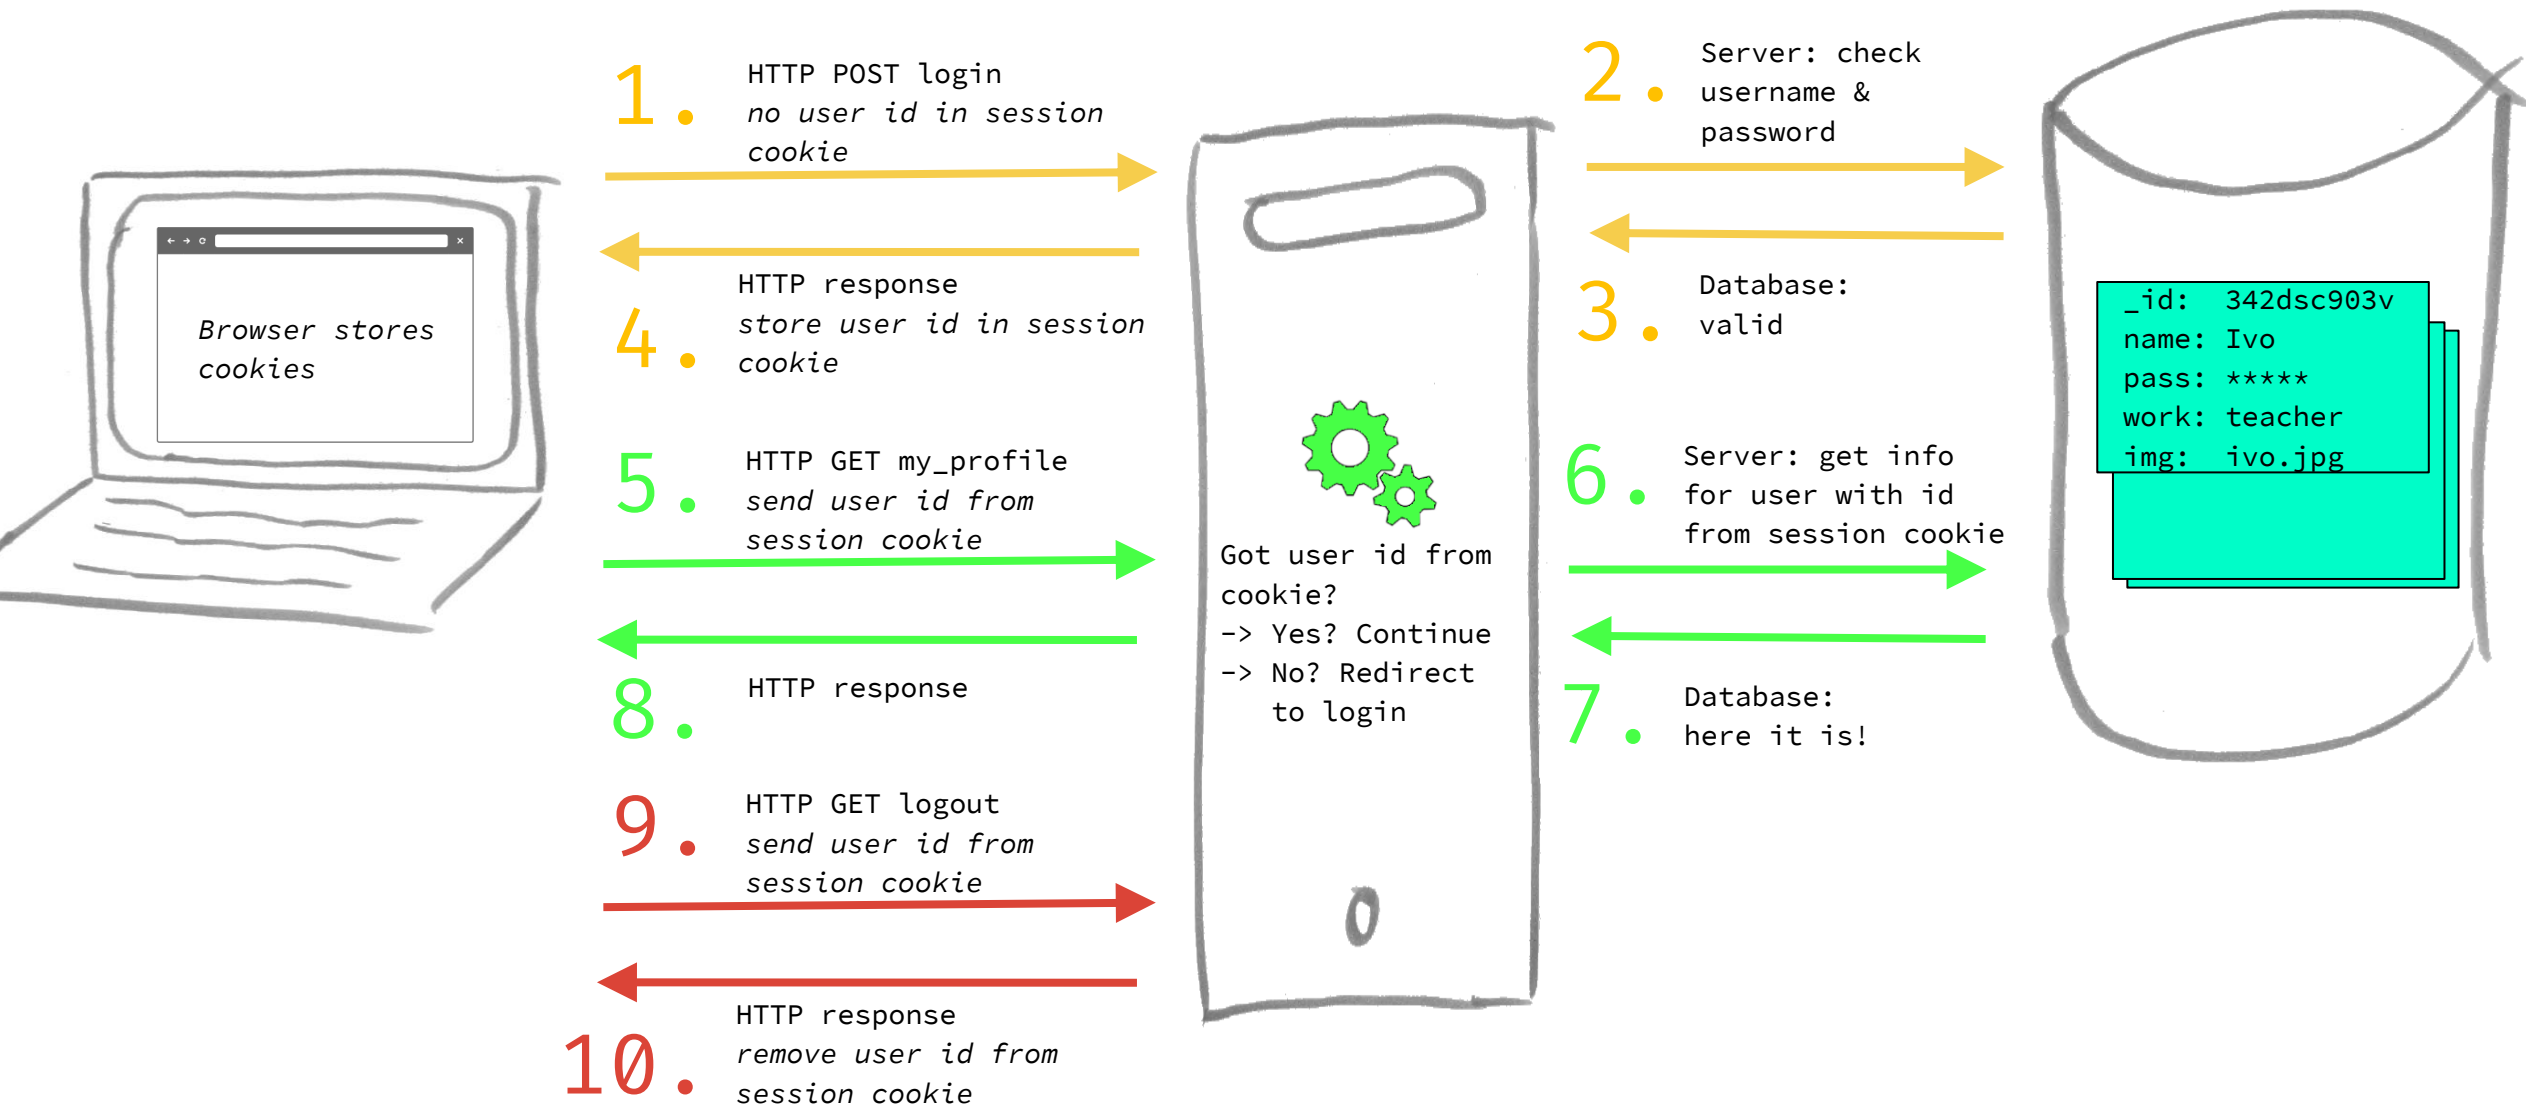 1.
HTTP POST login
no user id in session
cookie
2.
Server: check
username &
password
3.
Database:
valid
4.
HTTP response
store user id in session
cookie
5.
HTTP GET my_profile
send user id from
session cookie
6.
Server: get info
for user with id
from session cookie
7.
Database:
here it is!
8.
HTTP response
9.
HTTP GET logout
send user id from
session cookie
10.
HTTP response
remove user id from
session cookie
Browser stores
cookies
Got user id from
cookie?
-> Yes? Continue
-> No? Redirect
to login
_id: 342dsc903v
name: Ivo
pass: *****
work: teacher
img: ivo.jpg